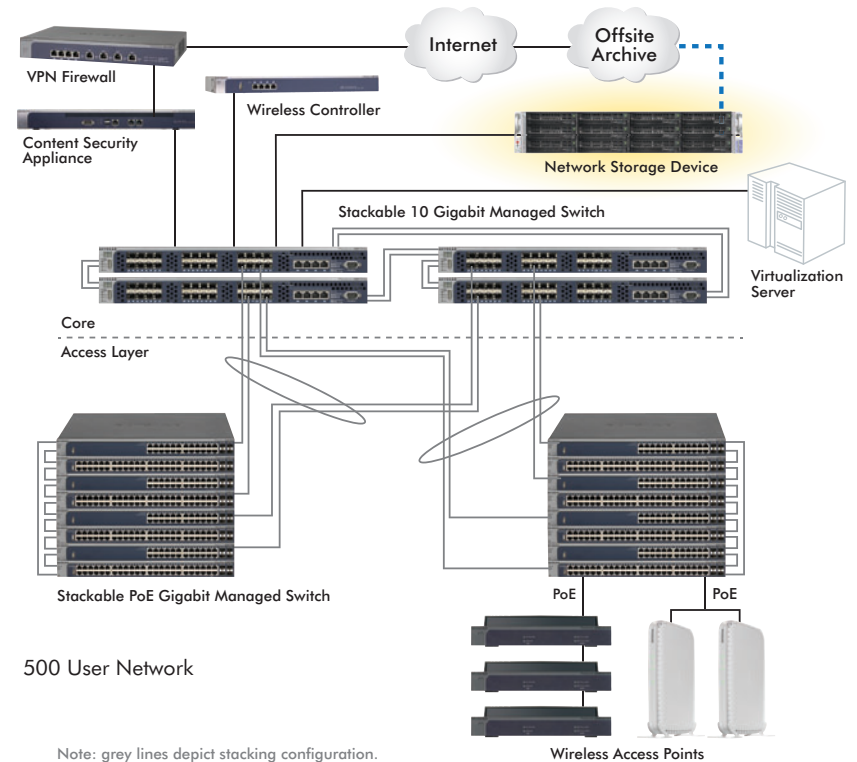 Internet
Offsite
Archive
VPN Firewall
Wireless Controller
Content Security
Appliance
Network Storage Device
Stackable 10 Gigabit Managed Switch
Virtualization
Server
Core
Access Layer
Stackable PoE Gigabit Managed Switch
PoE
PoE
500 User Network
Note: grey lines depict stacking configuration.
Wireless Access Points